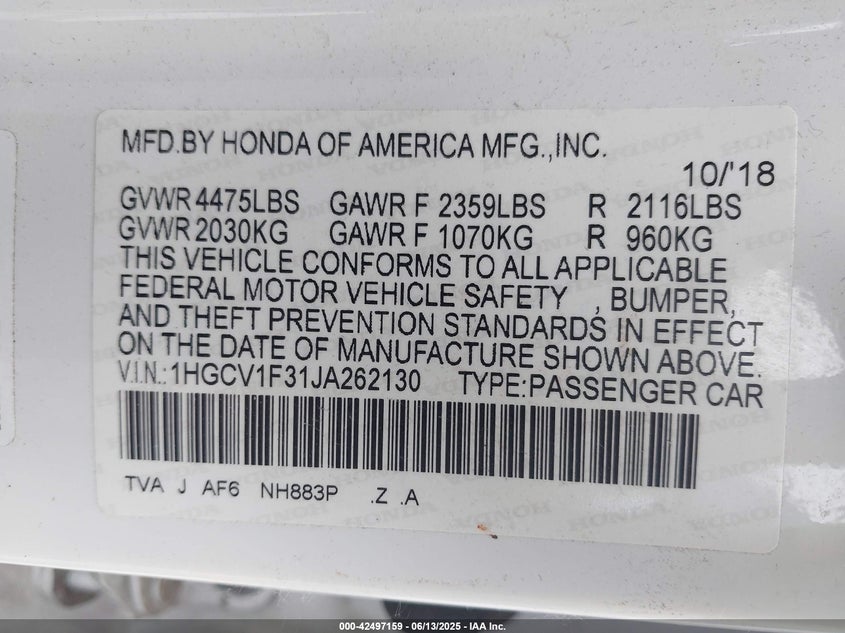 MFD.BY HONDA OF AMERICA MFG.,INC.
10/'18
GVWR 4475LBS GAWR F 2359LBS R 2116LBS
GVWR 2030KG GAWR F 1070KG R 960KG
THIS VEHICLE CONFORMS TO ALL APPLICABLE
FEDERAL MOTOR VEHICLE SAFETY , BUMPER,
AND THEFT PREVENTION STANDARDS IN EFFECT
ON THE DATE OF MANUFACTURE SHOWN ABOVE.
V.I.N.: 1HGCV1F31JA262130 TYPE:PASSENGER CAR
TVA J AF6 NH883P .Z .A
000-42497159 - 06/13/2025 - IAA Inc.